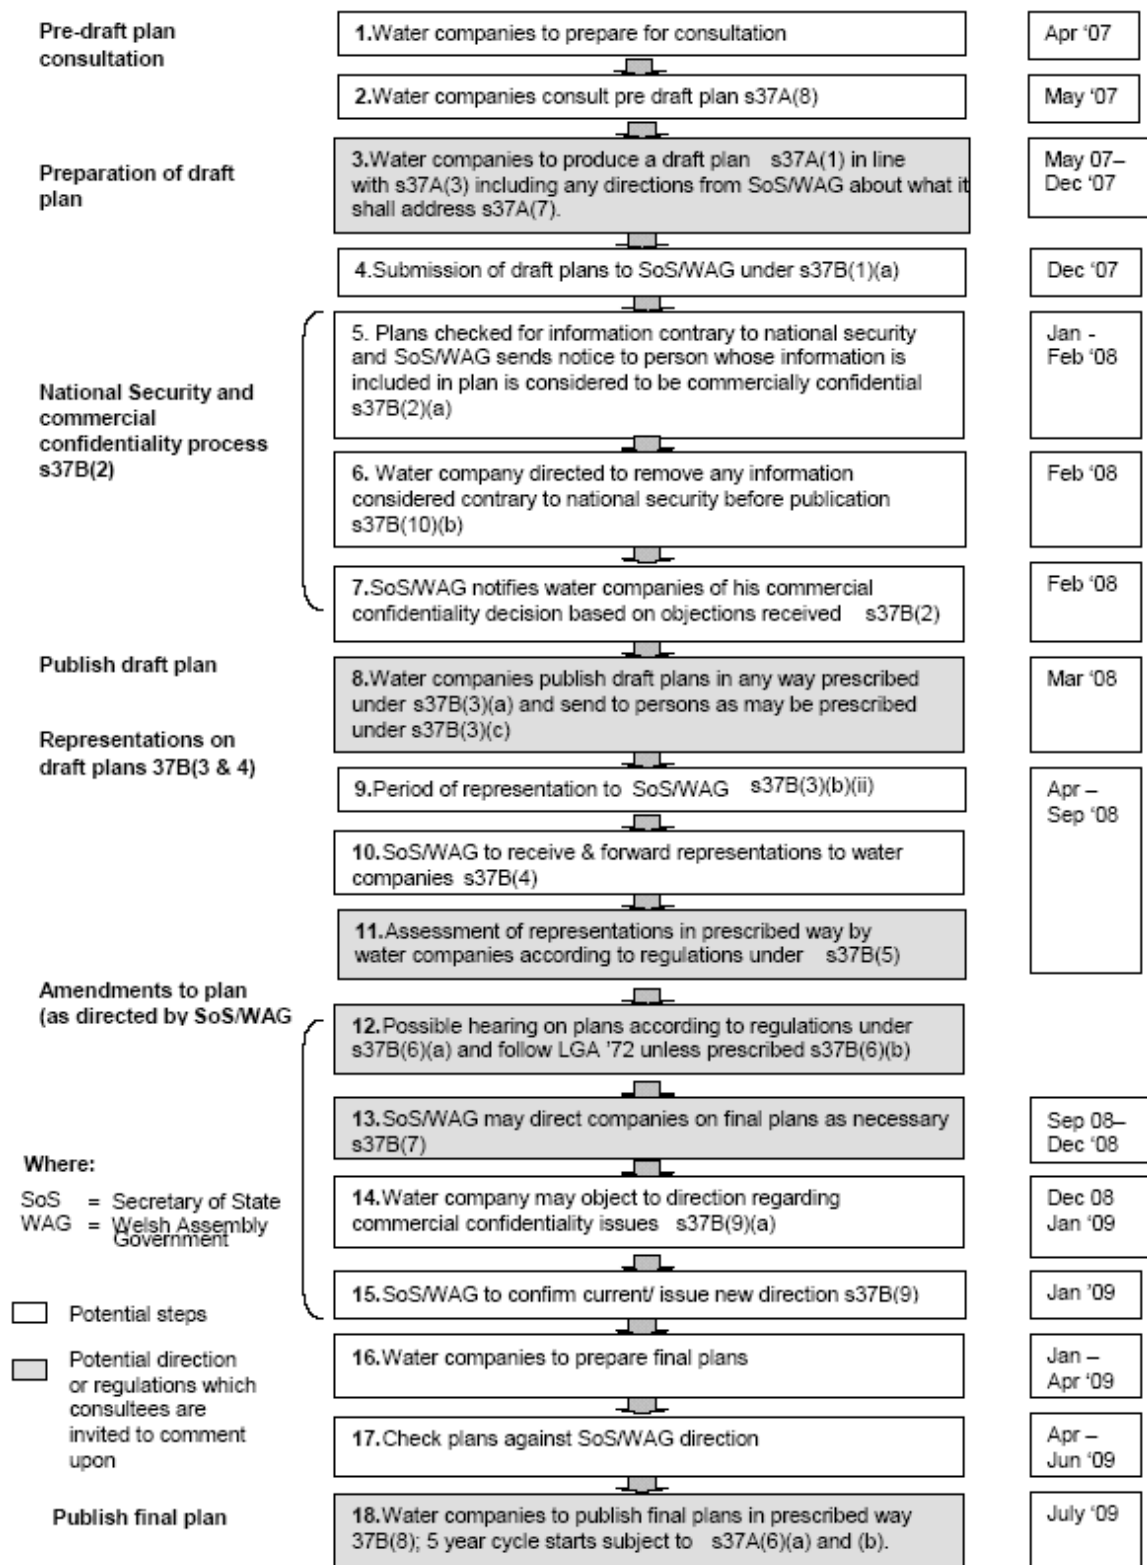 Pre-draft plan
consultation
1.Water companies to prepare for consultation
Apr ‘07
2.Water companies consult pre draft plan s37A(8)
May ‘07
Preparation of draft
plan
3.Water companies to produce a draft plan s37A(1) in line
with s37A(3) including any directions from SoS/WAG about what it
shall address s37A(7).
May 07–
Dec ‘07
4.Submission of draft plans to SoS/WAG under s37B(1)(a)
Dec ‘07
National Security and
commercial
confidentiality process
s37B(2)
5. Plans checked for information contrary to national security
and SoS/WAG sends notice to person whose information is
included in plan is considered to be commercially confidential
s37B(2)(a)
Jan -
Feb ‘08
6. Water company directed to remove any information
considered contrary to national security before publication
s37B(10)(b)
Feb ‘08
7.SoS/WAG notifies water companies of his commercial
confidentiality decision based on objections received s37B(2)
Feb ‘08
Publish draft plan
8.Water companies publish draft plans in any way prescribed
under s37B(3)(a) and send to persons as may be prescribed
under s37B(3)(c)
Mar ‘08
Representations on
draft plans 37B(3 & 4)
9.Period of representation to SoS/WAG s37B(3)(b)(ii)
Apr –
Sep ‘08
10.SoS/WAG to receive & forward representations to water
companies s37B(4)
11.Assessment of representations in prescribed way by
water companies according to regulations under s37B(5)
Amendments to plan
(as directed by SoS/WAG
12.Possible hearing on plans according to regulations under
s37B(6)(a) and follow LGA ’72 unless prescribed s37B(6)(b)
13.SoS/WAG may direct companies on final plans as necessary
s37B(7)
Sep 08–
Dec ‘08
14.Water company may object to direction regarding
commercial confidentiality issues s37B(9)(a)
Dec 08
Jan ‘09
15.SoS/WAG to confirm current/ issue new direction s37B(9)
Jan ‘09
16.Water companies to prepare final plans
Jan –
Apr ‘09
17.Check plans against SoS/WAG direction
Apr –
Jun ‘09
Publish final plan
18.Water companies to publish final plans in prescribed way
37B(8); 5 year cycle starts subject to s37A(6)(a) and (b).
July ‘09
Where:
SoS = Secretary of State
WAG = Welsh Assembly
Government
Potential steps
Potential direction
or regulations which
consultees are
invited to comment
upon